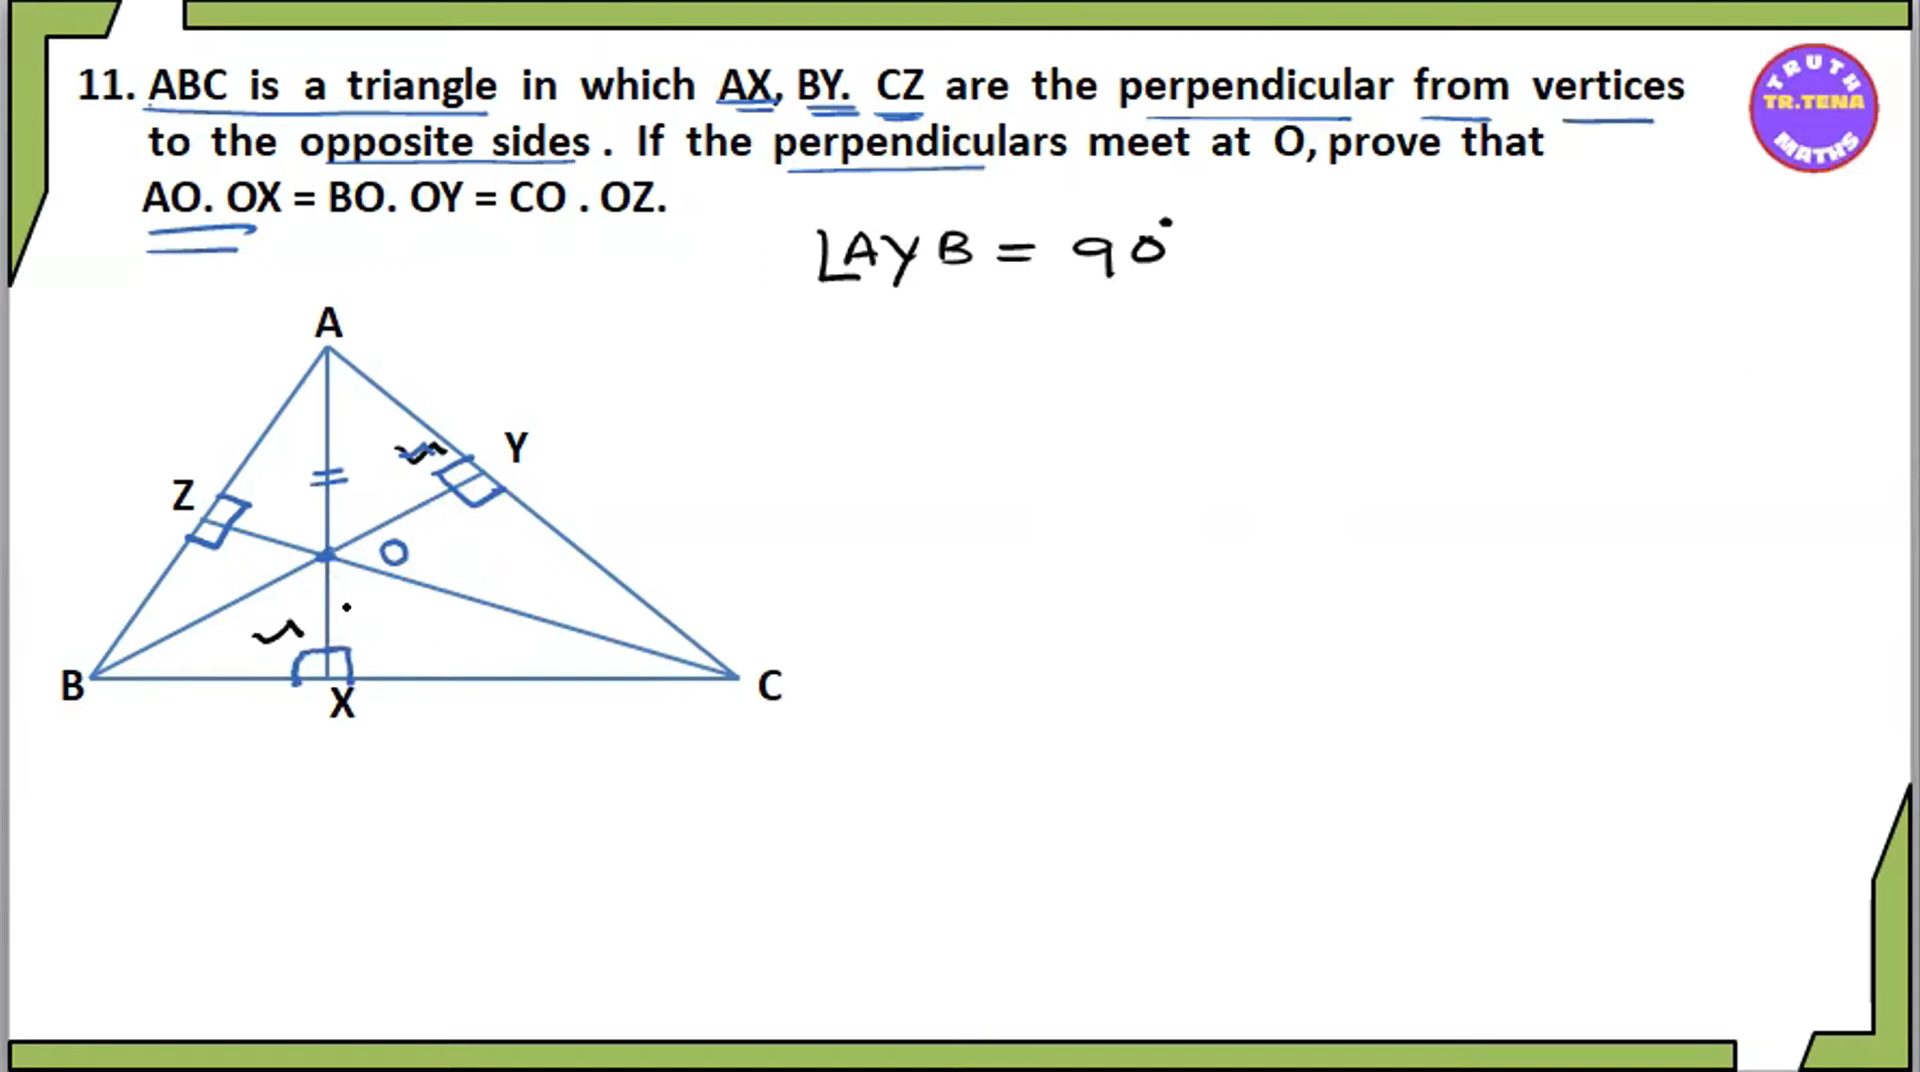 11. ABC is a triangle in which AX, BY. CZ are the perpendicular from vertices
to the opposite sides . If the perpendiculars meet at O, prove that
AO. OX = BO. OY = CO . OZ.
TRUTH
TR.TENA
MATHS
∟AYB = 90°
A
Y
Z
O
B
X
C